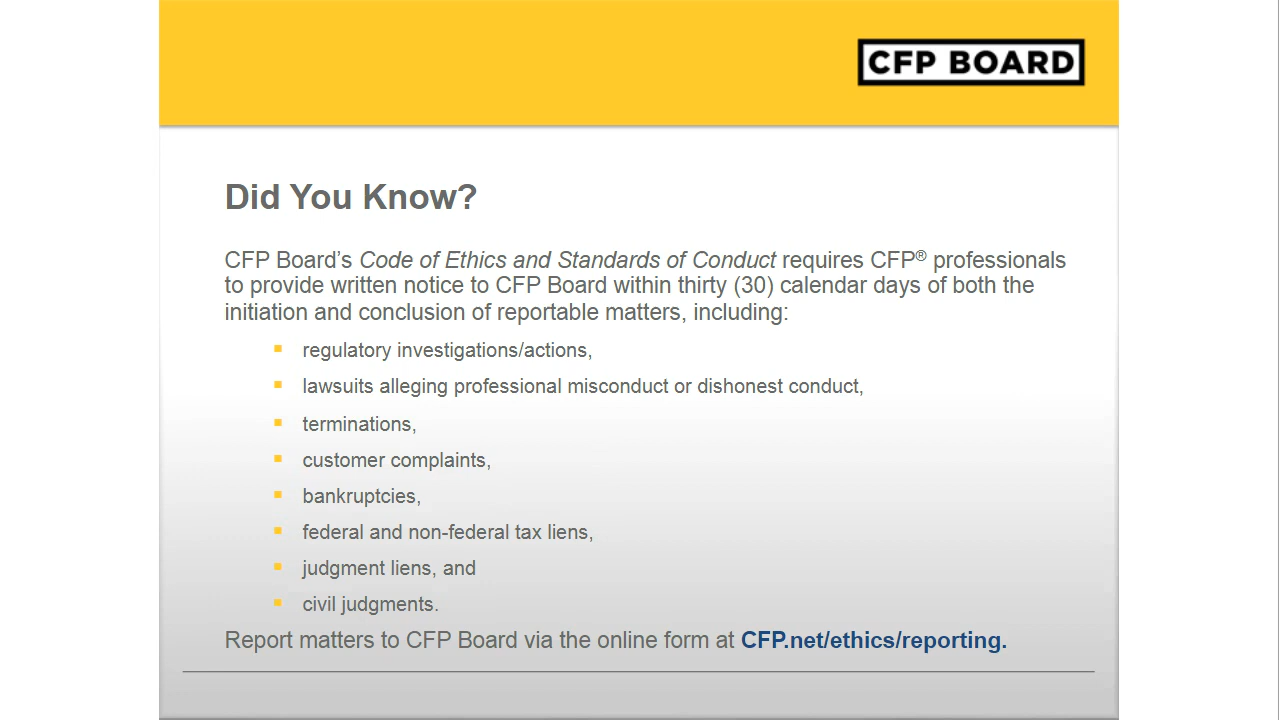 CFP BOARD
Did You Know?
CFP Board’s Code of Ethics and Standards of Conduct requires CFP® professionals
to provide written notice to CFP Board within thirty (30) calendar days of both the
initiation and conclusion of reportable matters, including:
▪ regulatory investigations/actions,
▪ lawsuits alleging professional misconduct or dishonest conduct,
▪ terminations,
▪ customer complaints,
▪ bankruptcies,
▪ federal and non-federal tax liens,
▪ judgment liens, and
▪ civil judgments.
Report matters to CFP Board via the online form at CFP.net/ethics/reporting.